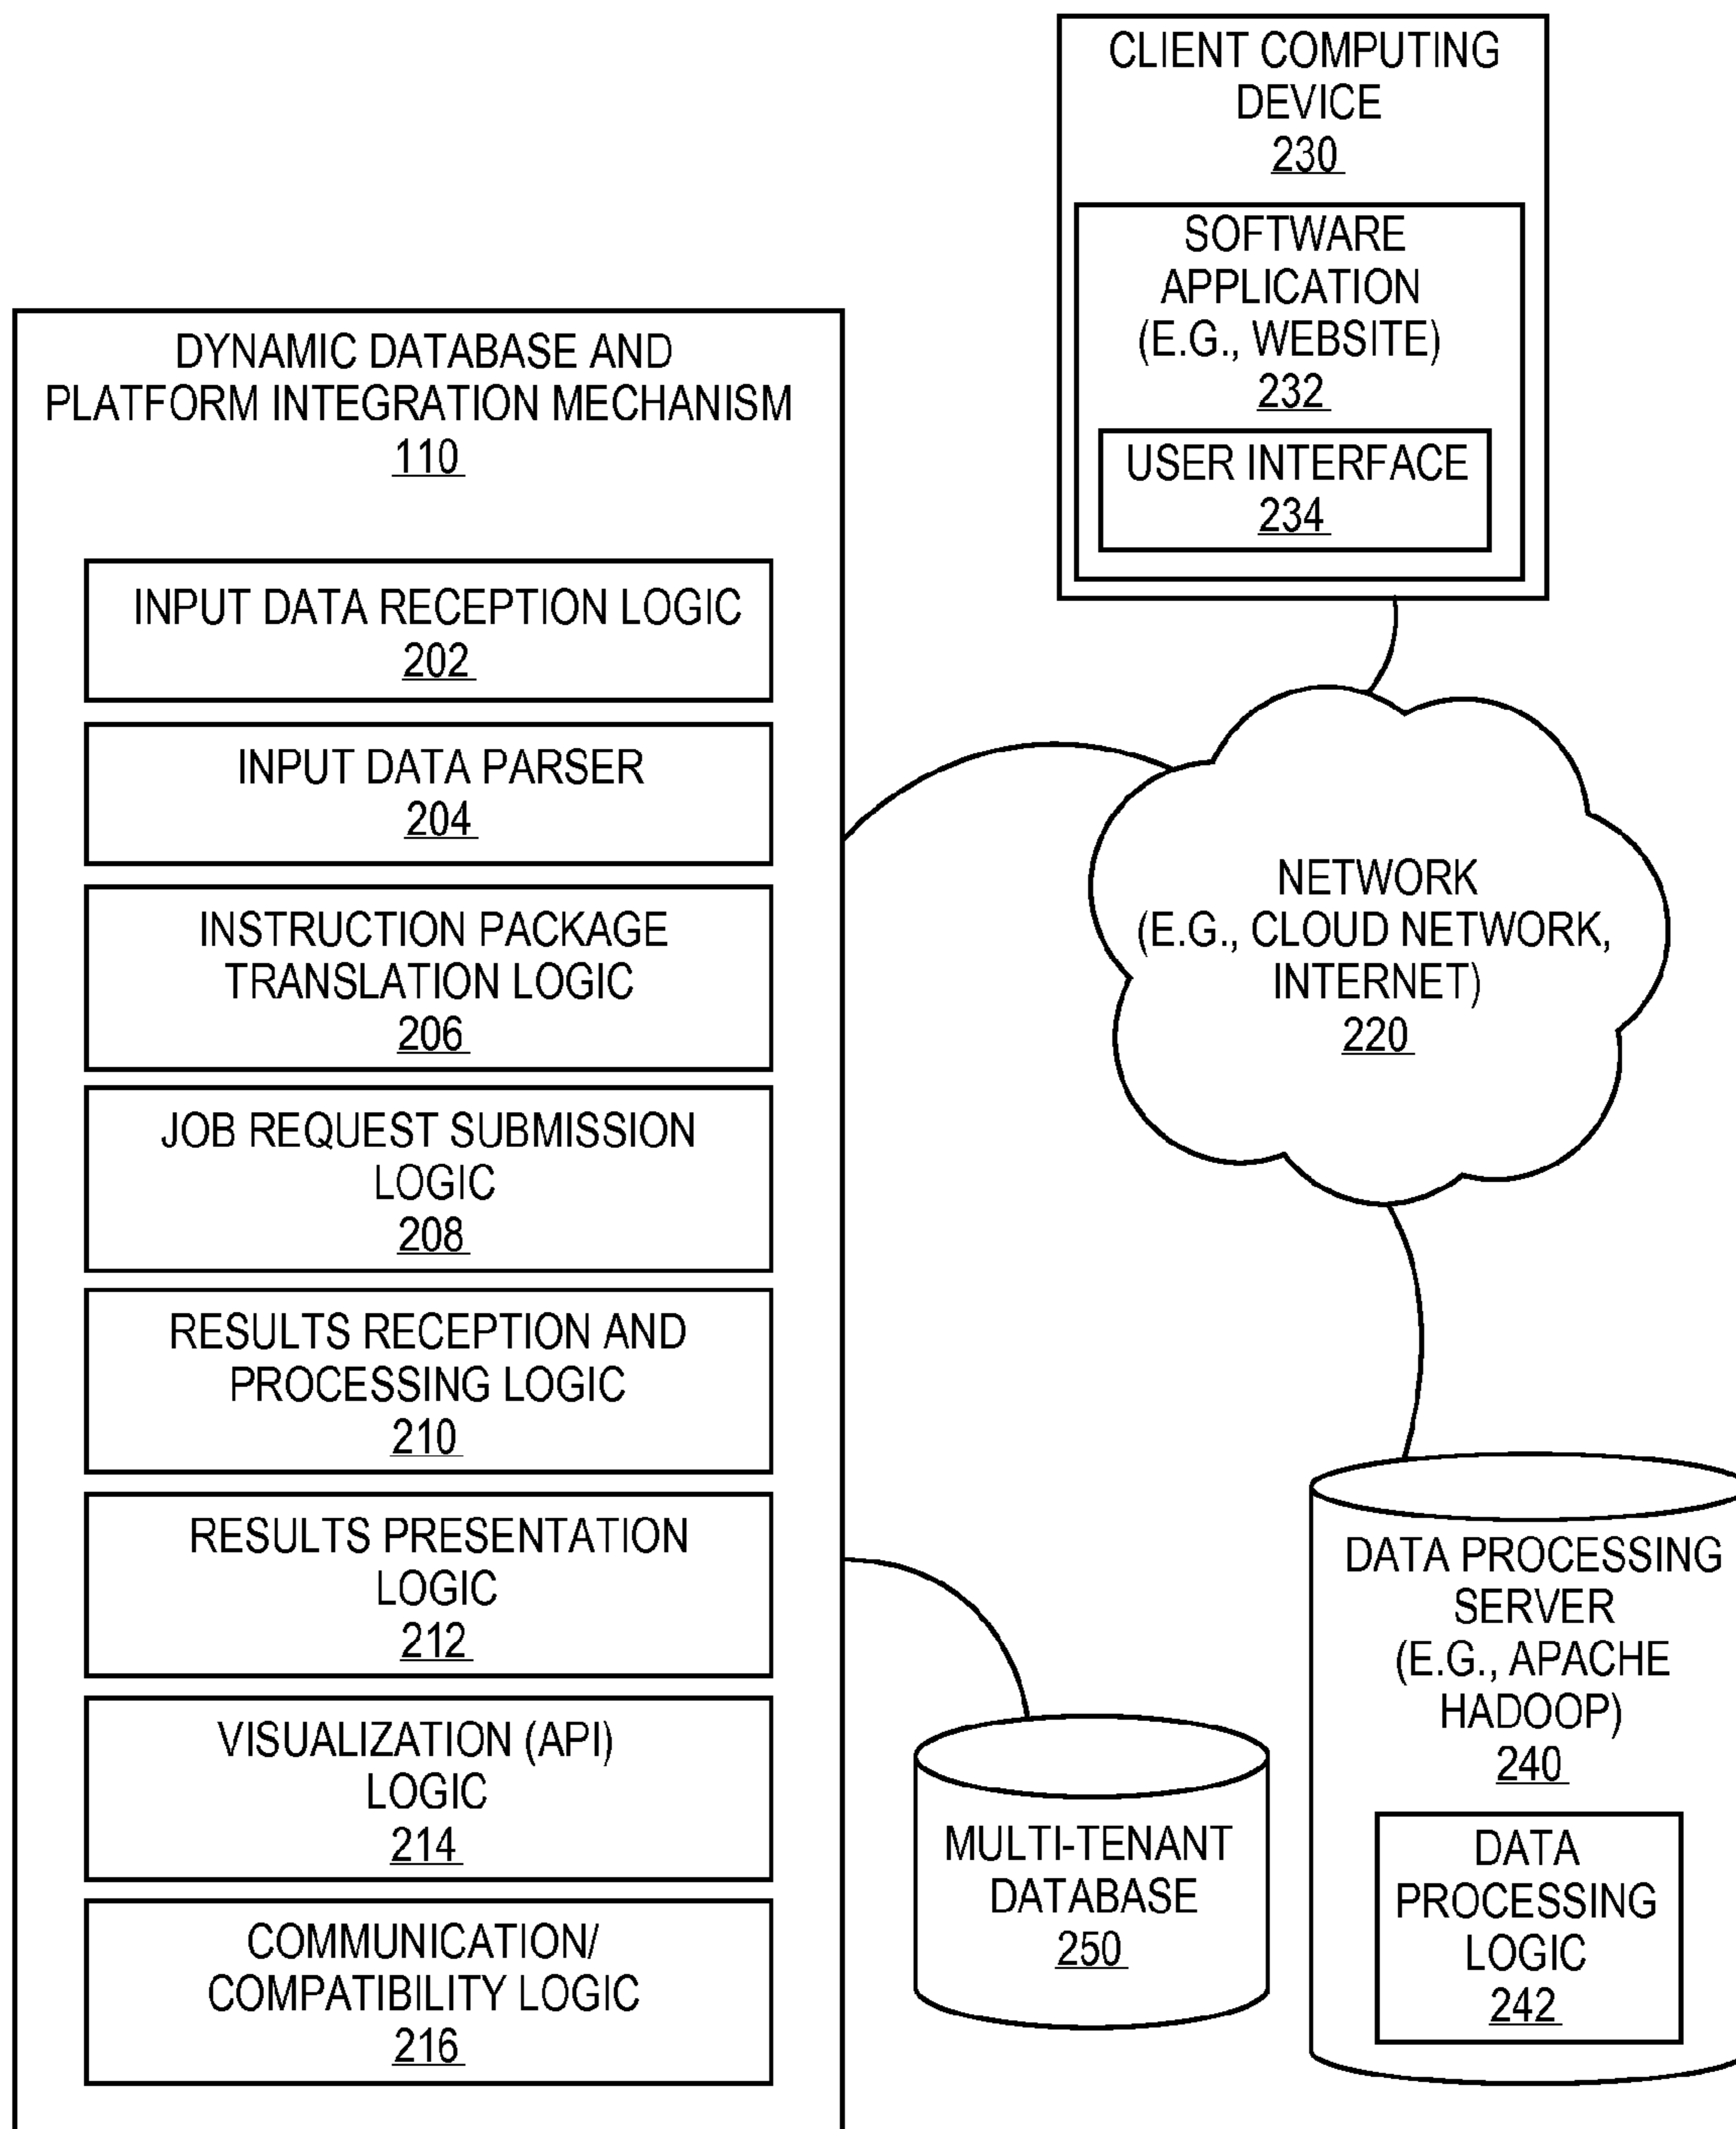 DYNAMIC DATABASE AND
PLATFORM INTEGRATION MECHANISM
110
INPUT DATA RECEPTION LOGIC
202
INPUT DATA PARSER
204
INSTRUCTION PACKAGE
TRANSLATION LOGIC
206
JOB REQUEST SUBMISSION
LOGIC
208
RESULTS RECEPTION AND
PROCESSING LOGIC
210
RESULTS PRESENTATION
LOGIC
212
VISUALIZATION (API)
LOGIC
214
COMMUNICATION/
COMPATIBILITY LOGIC
216
CLIENT COMPUTING
DEVICE
230
SOFTWARE
APPLICATION
(E.G., WEBSITE)
232
USER INTERFACE
234
NETWORK
(E.G., CLOUD NETWORK,
INTERNET)
220
MULTI-TENANT
DATABASE
250
DATA PROCESSING
SERVER
(E.G., APACHE
HADOOP)
240
DATA
PROCESSING
LOGIC
242